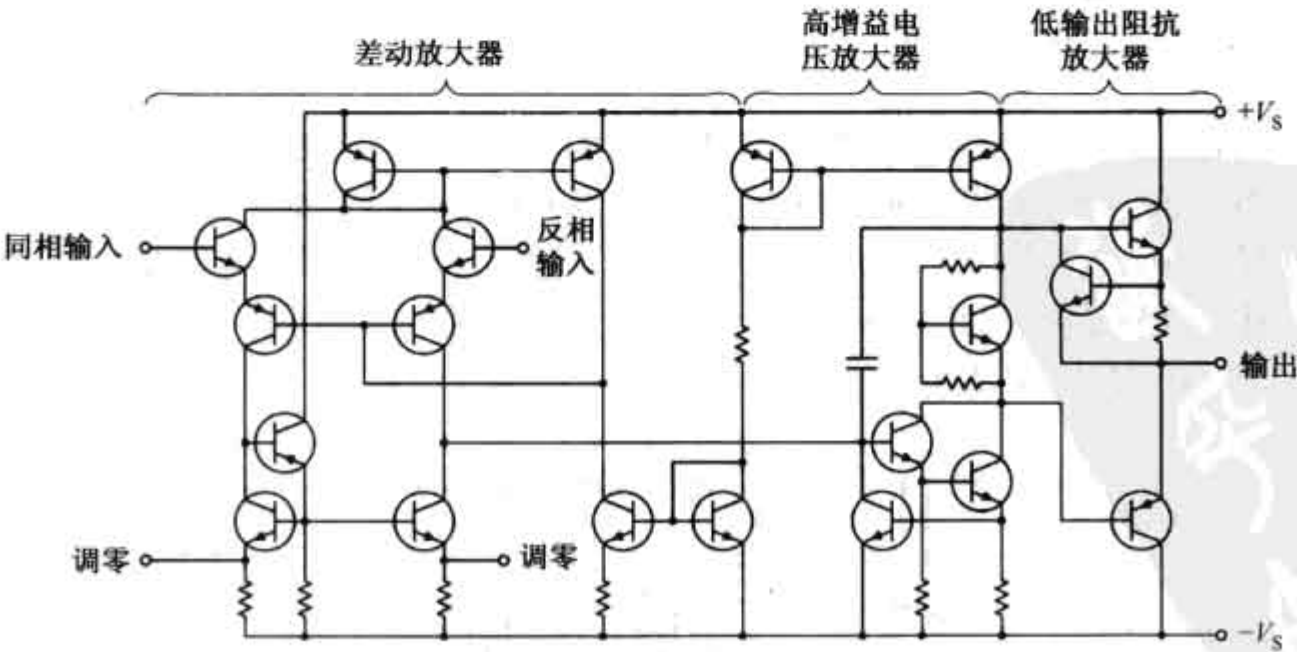 差动放大器
高增益电
压放大器
低输出阻抗
放大器
+Vs
同相输入
反相
输入
输出
调零
调零
-Vs